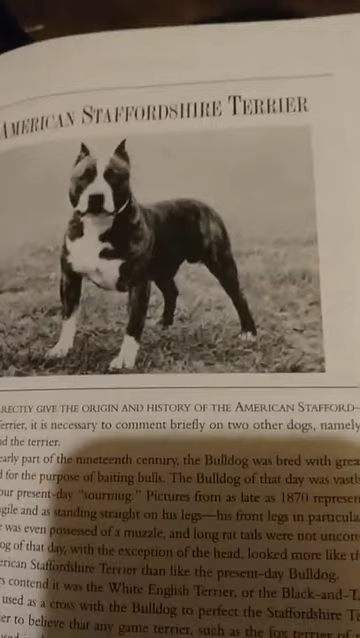 AMERICAN STAFFORDSHIRE TERRIER
RECTLY GIVE THE ORIGIN AND HISTORY OF THE AMERICAN STAFFORD-
Terrier, it is necessary to comment briefly on two other dogs, namely
nd the terrier.
early part of the nineteenth century, the Bulldog was bred with grea
d for the purpose of baiting bulls. The Bulldog of that day was vastly
our present-day "sourmug." Pictures from as late as 1870 represen
agile and as standing straight on his legs—his front legs in particula
r was even possessed of a muzzle, and long rat tails were not uncom
og of that day, with the exception of the head, looked more like th
erican Staffordshire Terrier than like the present-day Bulldog.
rs contend it was the White English Terrier, or the Black-and-T
used as a cross with the Bulldog to perfect the Staffordshire Te
ier to believe that any game terrier, such as the fox terrier o